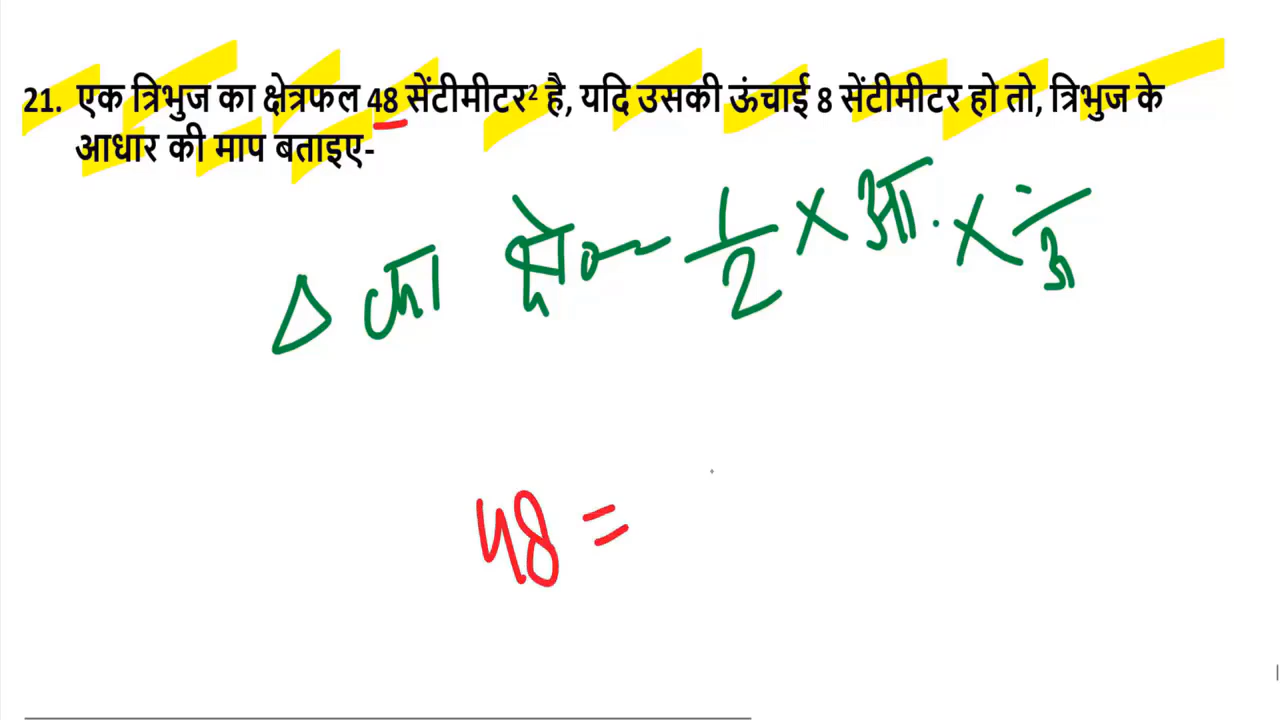 21. एक त्रिभुज का क्षेत्रफल 48 सेंटीमीटर² है, यदि उसकी ऊंचाई 8 सेंटीमीटर हो तो, त्रिभुज के
आधार की माप बताइए-
Δ का क्षे० 1/2 × आ. ×
48 =